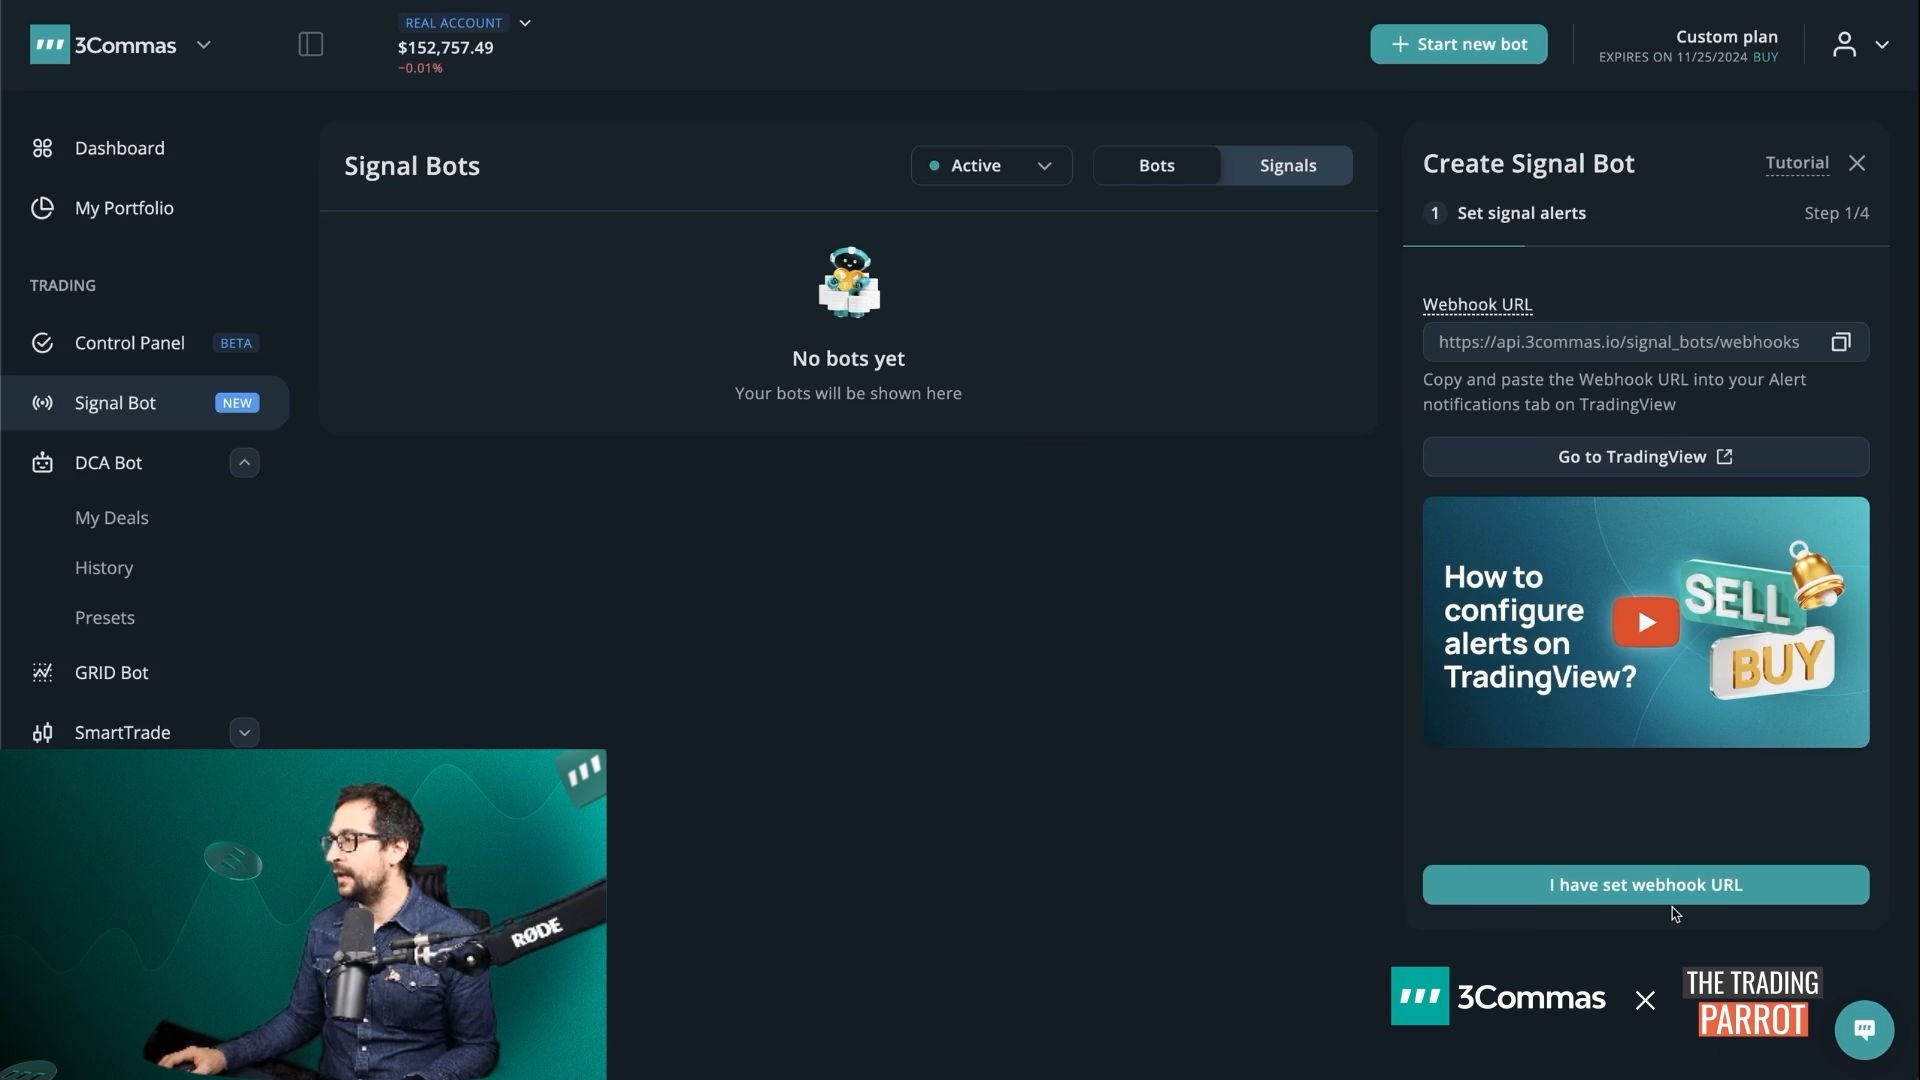 3Commas
REAL ACCOUNT
$152,757.49
−0.01%
Start new bot
Custom plan
EXPIRES ON 11/25/2024 BUY
Dashboard
My Portfolio
TRADING
Control Panel BETA
Signal Bot NEW
DCA Bot
My Deals
History
Presets
GRID Bot
SmartTrade
Signal Bots
Active
Bots
Signals
No bots yet
Your bots will be shown here
Create Signal Bot
Tutorial
1 Set signal alerts
Step 1/4
Webhook URL
https://api.3commas.io/signal_bots/webhooks
Copy and paste the Webhook URL into your Alert
notifications tab on TradingView
Go to TradingView
How to
configure
alerts on
TradingView?
SELL
BUY
I have set webhook URL
RØDE
3Commas
THE TRADING
PARROT